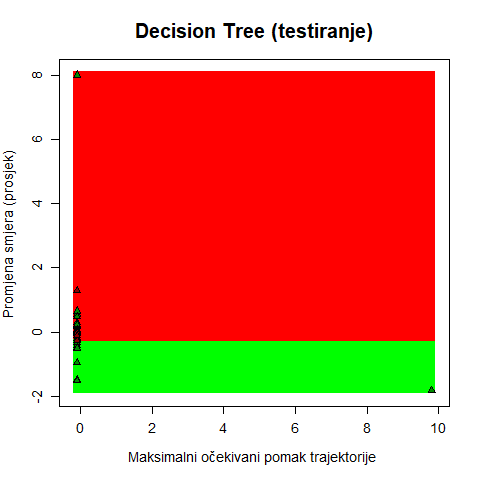 Decision Tree (testiranje)
Promjena smjera (prosjek)
8
6
4
2
0
-2
0 2 4 6 8 10
Maksimalni očekivani pomak trajektorije